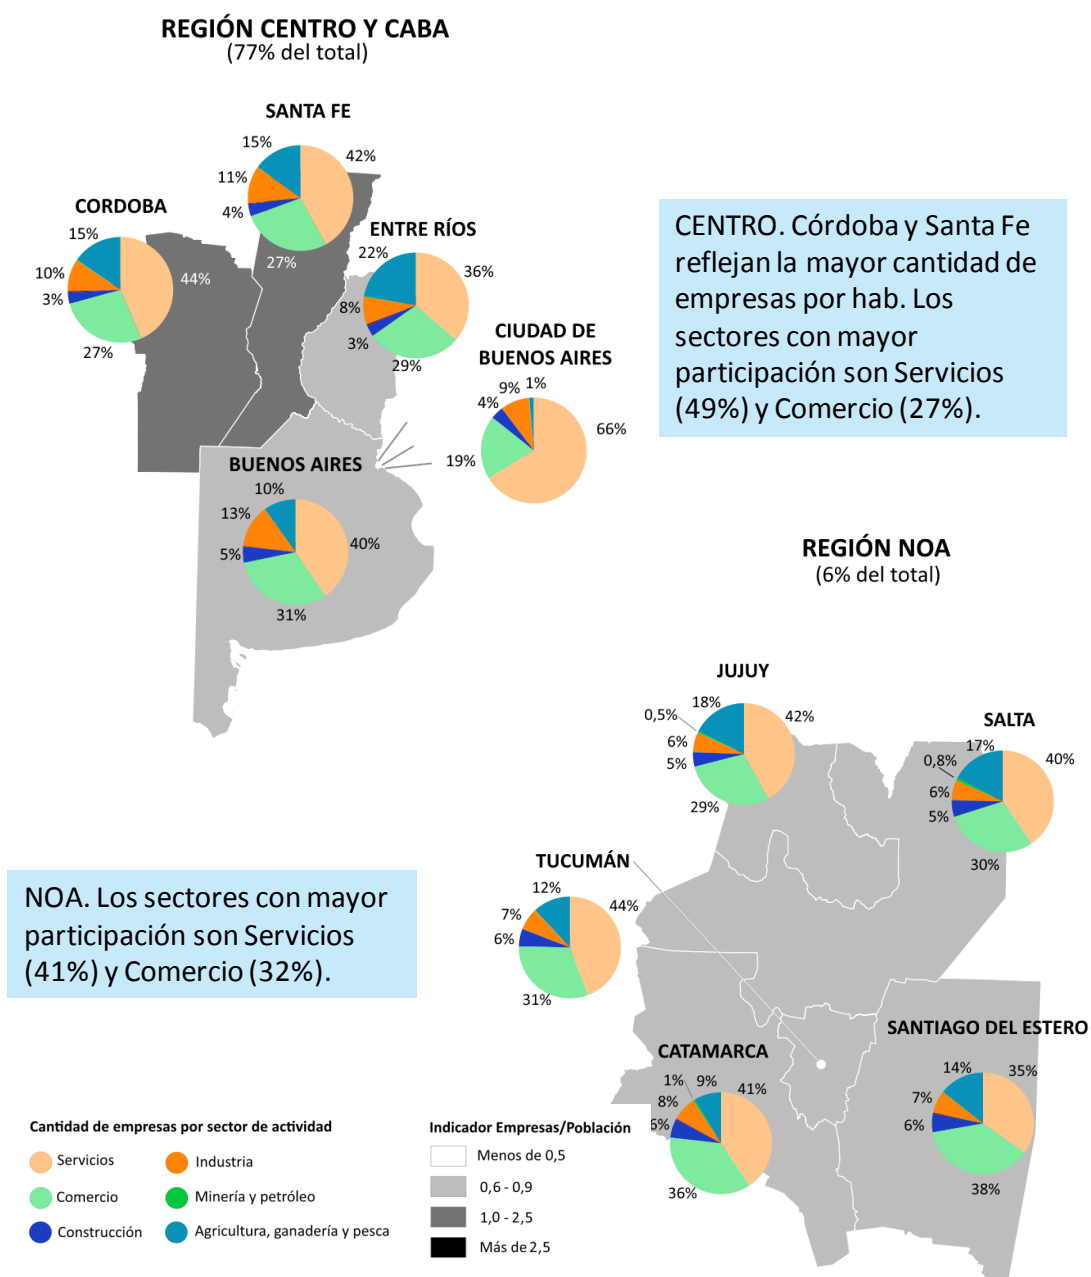 REGIÓN CENTRO Y CABA
(77% del total)
SANTA FE
15%
42%
11%
4%
27%
CORDOBA
15%
44%
10%
3%
27%
ENTRE RÍOS
22%
36%
8%
3%
29%
CIUDAD DE
BUENOS AIRES
9%
1%
4%
66%
19%
BUENOS AIRES
10%
13%
40%
5%
31%
CENTRO. Córdoba y Santa Fe
reflejan la mayor cantidad de
empresas por hab. Los
sectores con mayor
participación son Servicios
(49%) y Comercio (27%).
REGIÓN NOA
(6% del total)
JUJUY
18%
42%
0,5%
6%
5%
29%
SALTA
17%
40%
0,8%
6%
5%
30%
TUCUMÁN
12%
44%
7%
6%
31%
NOA. Los sectores con mayor
participación son Servicios
(41%) y Comercio (32%).
CATAMARCA
1%
9%
41%
8%
6%
36%
SANTIAGO DEL ESTERO
14%
35%
7%
6%
38%
Cantidad de empresas por sector de actividad
Servicios
Industria
Comercio
Minería y petróleo
Construcción
Agricultura, ganadería y pesca
Indicador Empresas/Población
Menos de 0,5
0,6 - 0,9
1,0 - 2,5
Más de 2,5